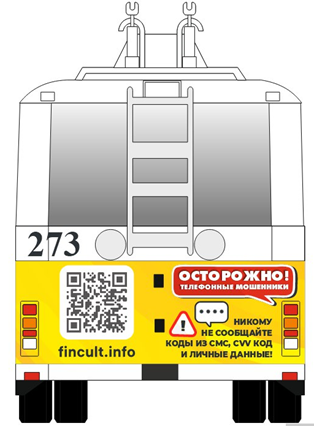 273
ОСТОРОЖНО!
ТЕЛЕФОННЫЕ МОШЕННИКИ
НИКОМУ
НЕ СООБЩАЙТЕ
КОДЫ ИЗ СМС, CVV КОД
И ЛИЧНЫЕ ДАННЫЕ!
fincult.info